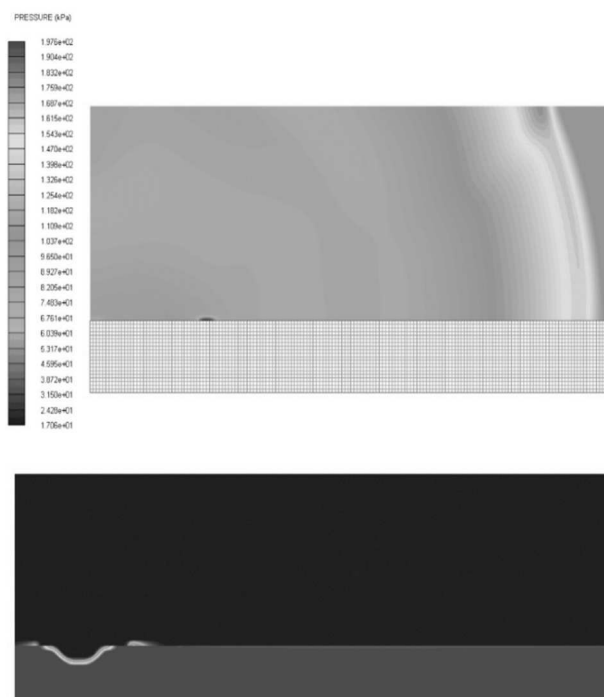 PRESSURE (kPa)
1.976e+02
1.904e+02
1.832e+02
1.759e+02
1.687e+02
1.615e+02
1.543e+02
1.470e+02
1.398e+02
1.326e+02
1.254e+02
1.182e+02
1.109e+02
1.037e+02
9.650e+01
8.927e+01
8.205e+01
7.483e+01
6.761e+01
6.039e+01
5.317e+01
4.595e+01
3.872e+01
3.150e+01
2.428e+01
1.706e+01